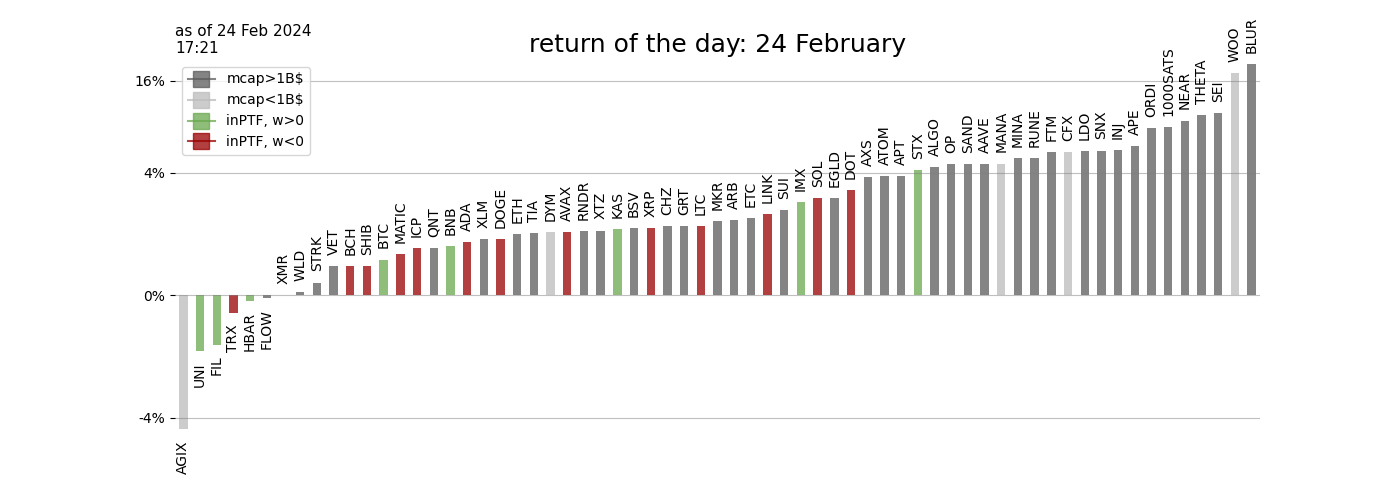 as of 24 Feb 2024
17:21
return of the day: 24 February
mcap>1B$
mcap<1B$
inPTF, w>0
inPTF, w<0
16%
4%
0%
-4%
AGIX
UNI
FIL
TRX
HBAR
FLOW
XMR
WLD
STRK
VET
BCH
SHIB
BTC
MATIC
ICP
QNT
BNB
ADA
XLM
DOGE
ETH
TIA
DYM
AVAX
RNDR
XTZ
KAS
BSV
XRP
CHZ
GRT
LTC
MKR
ARB
ETC
LINK
SUI
IMX
SOL
EGLD
DOT
AXS
ATOM
APT
STX
ALGO
OP
SAND
AAVE
MANA
MINA
RUNE
FTM
CFX
LDO
SNX
INJ
APE
ORDI
1000SATS
NEAR
THETA
SEI
WOO
BLUR